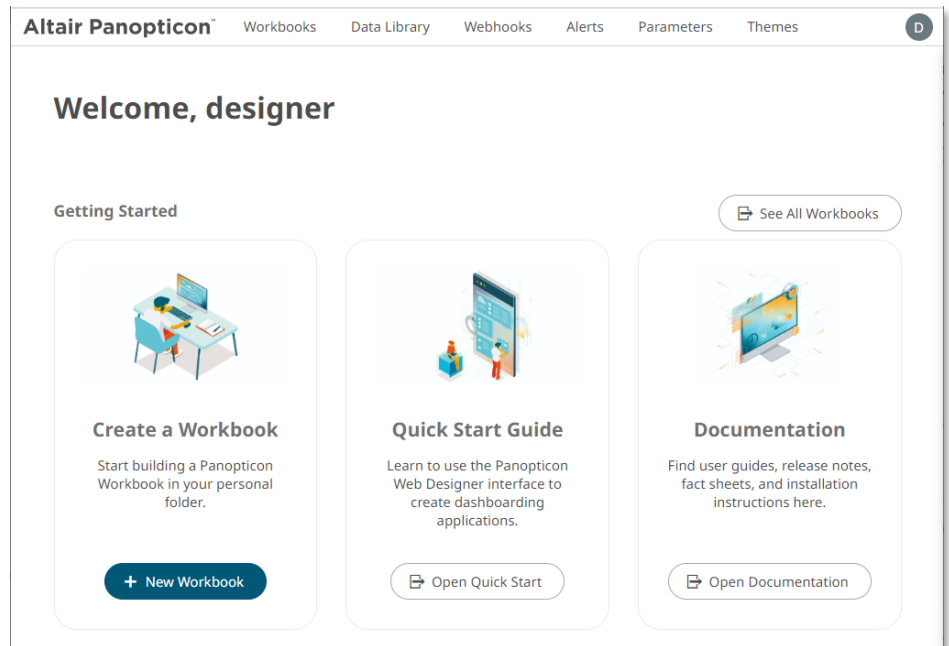 Altair Panopticon™ Workbooks Data Library Webhooks Alerts Parameters Themes D
Welcome, designer
Getting Started
See All Workbooks
Create a Workbook
Start building a Panopticon
Workbook in your personal
folder.
+ New Workbook
Quick Start Guide
Learn to use the Panopticon
Web Designer interface to
create dashboarding
applications.
Open Quick Start
Documentation
Find user guides, release notes,
fact sheets, and installation
instructions here.
Open Documentation